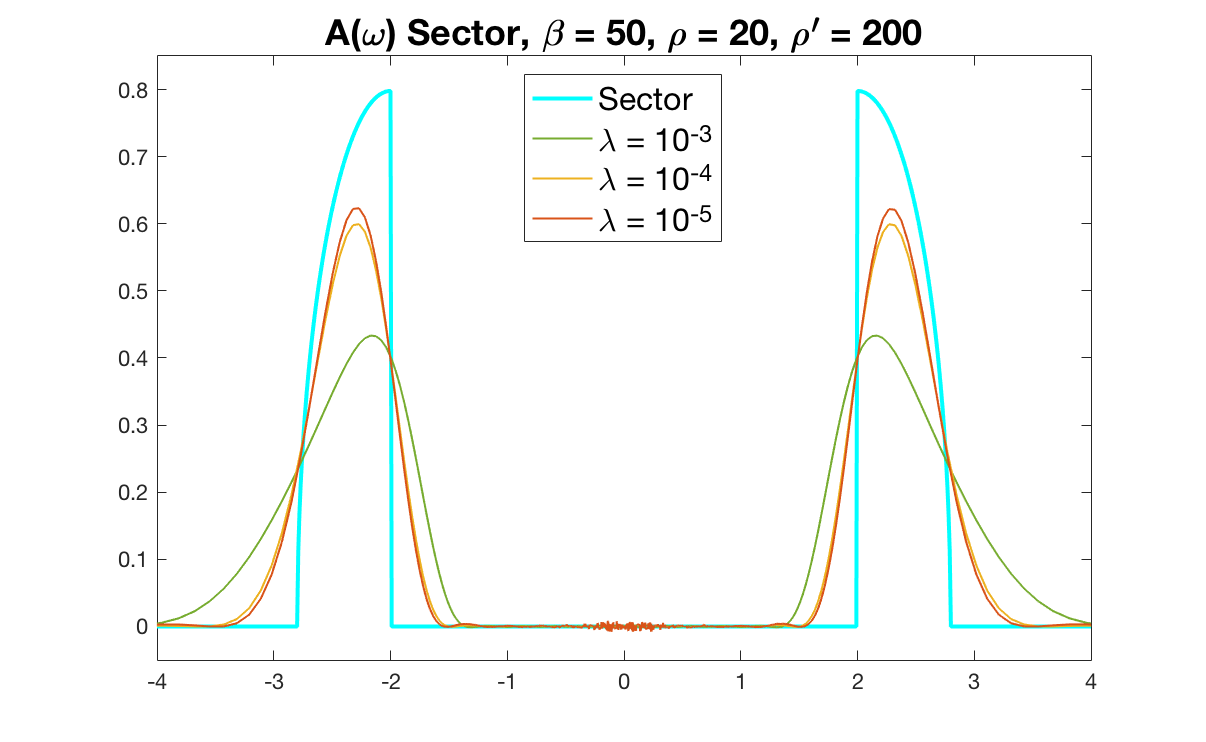 A(ω) Sector, β = 50, ρ = 20, ρ′ = 200
Sector
λ = 10-3
λ = 10-4
λ = 10-5
0.8
0.7
0.6
0.5
0.4
0.3
0.2
0.1
0
-4 -3 -2 -1 0 1 2 3 4